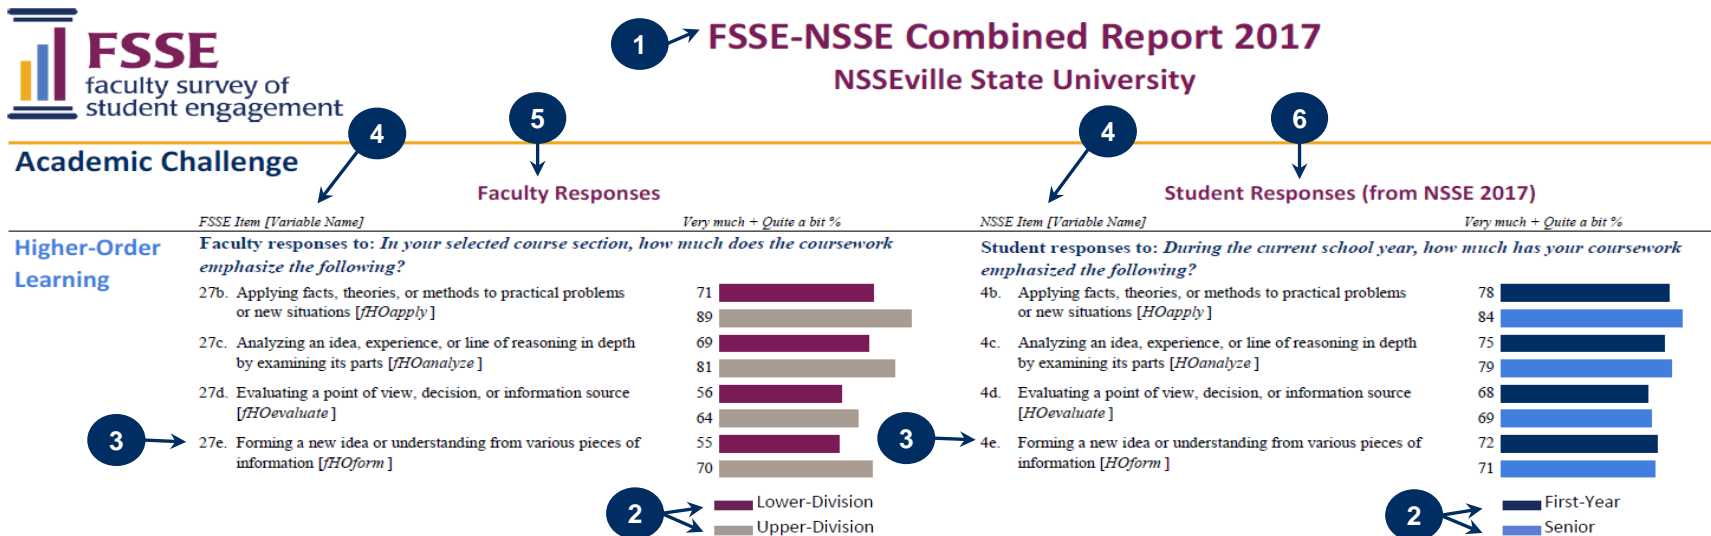 FSSE
faculty survey of
student engagement
1
FSSE-NSSE Combined Report 2017
NSSEville State University
4
5
4
6
Academic Challenge
Faculty Responses
Student Responses (from NSSE 2017)
FSSE Item [Variable Name]
Very much + Quite a bit %
NSSE Item [Variable Name]
Very much + Quite a bit %
Higher-Order
Learning
Faculty responses to: In your selected course section, how much does the coursework
emphasize the following?
27b. Applying facts, theories, or methods to practical problems
or new situations [fHOapply ]
71
89
27c. Analyzing an idea, experience, or line of reasoning in depth
by examining its parts [fHOanalyze ]
69
81
27d. Evaluating a point of view, decision, or information source
[fHOevaluate ]
56
64
3
27e. Forming a new idea or understanding from various pieces of
information [fHOform ]
55
70
2
Lower-Division
Upper-Division
Student responses to: During the current school year, how much has your coursework
emphasized the following?
4b. Applying facts, theories, or methods to practical problems
or new situations [HOapply ]
78
84
4c. Analyzing an idea, experience, or line of reasoning in depth
by examining its parts [HOanalyze ]
75
79
4d. Evaluating a point of view, decision, or information source
[HOevaluate ]
68
69
3
4e. Forming a new idea or understanding from various pieces of
information [HOform ]
72
71
2
First-Year
Senior